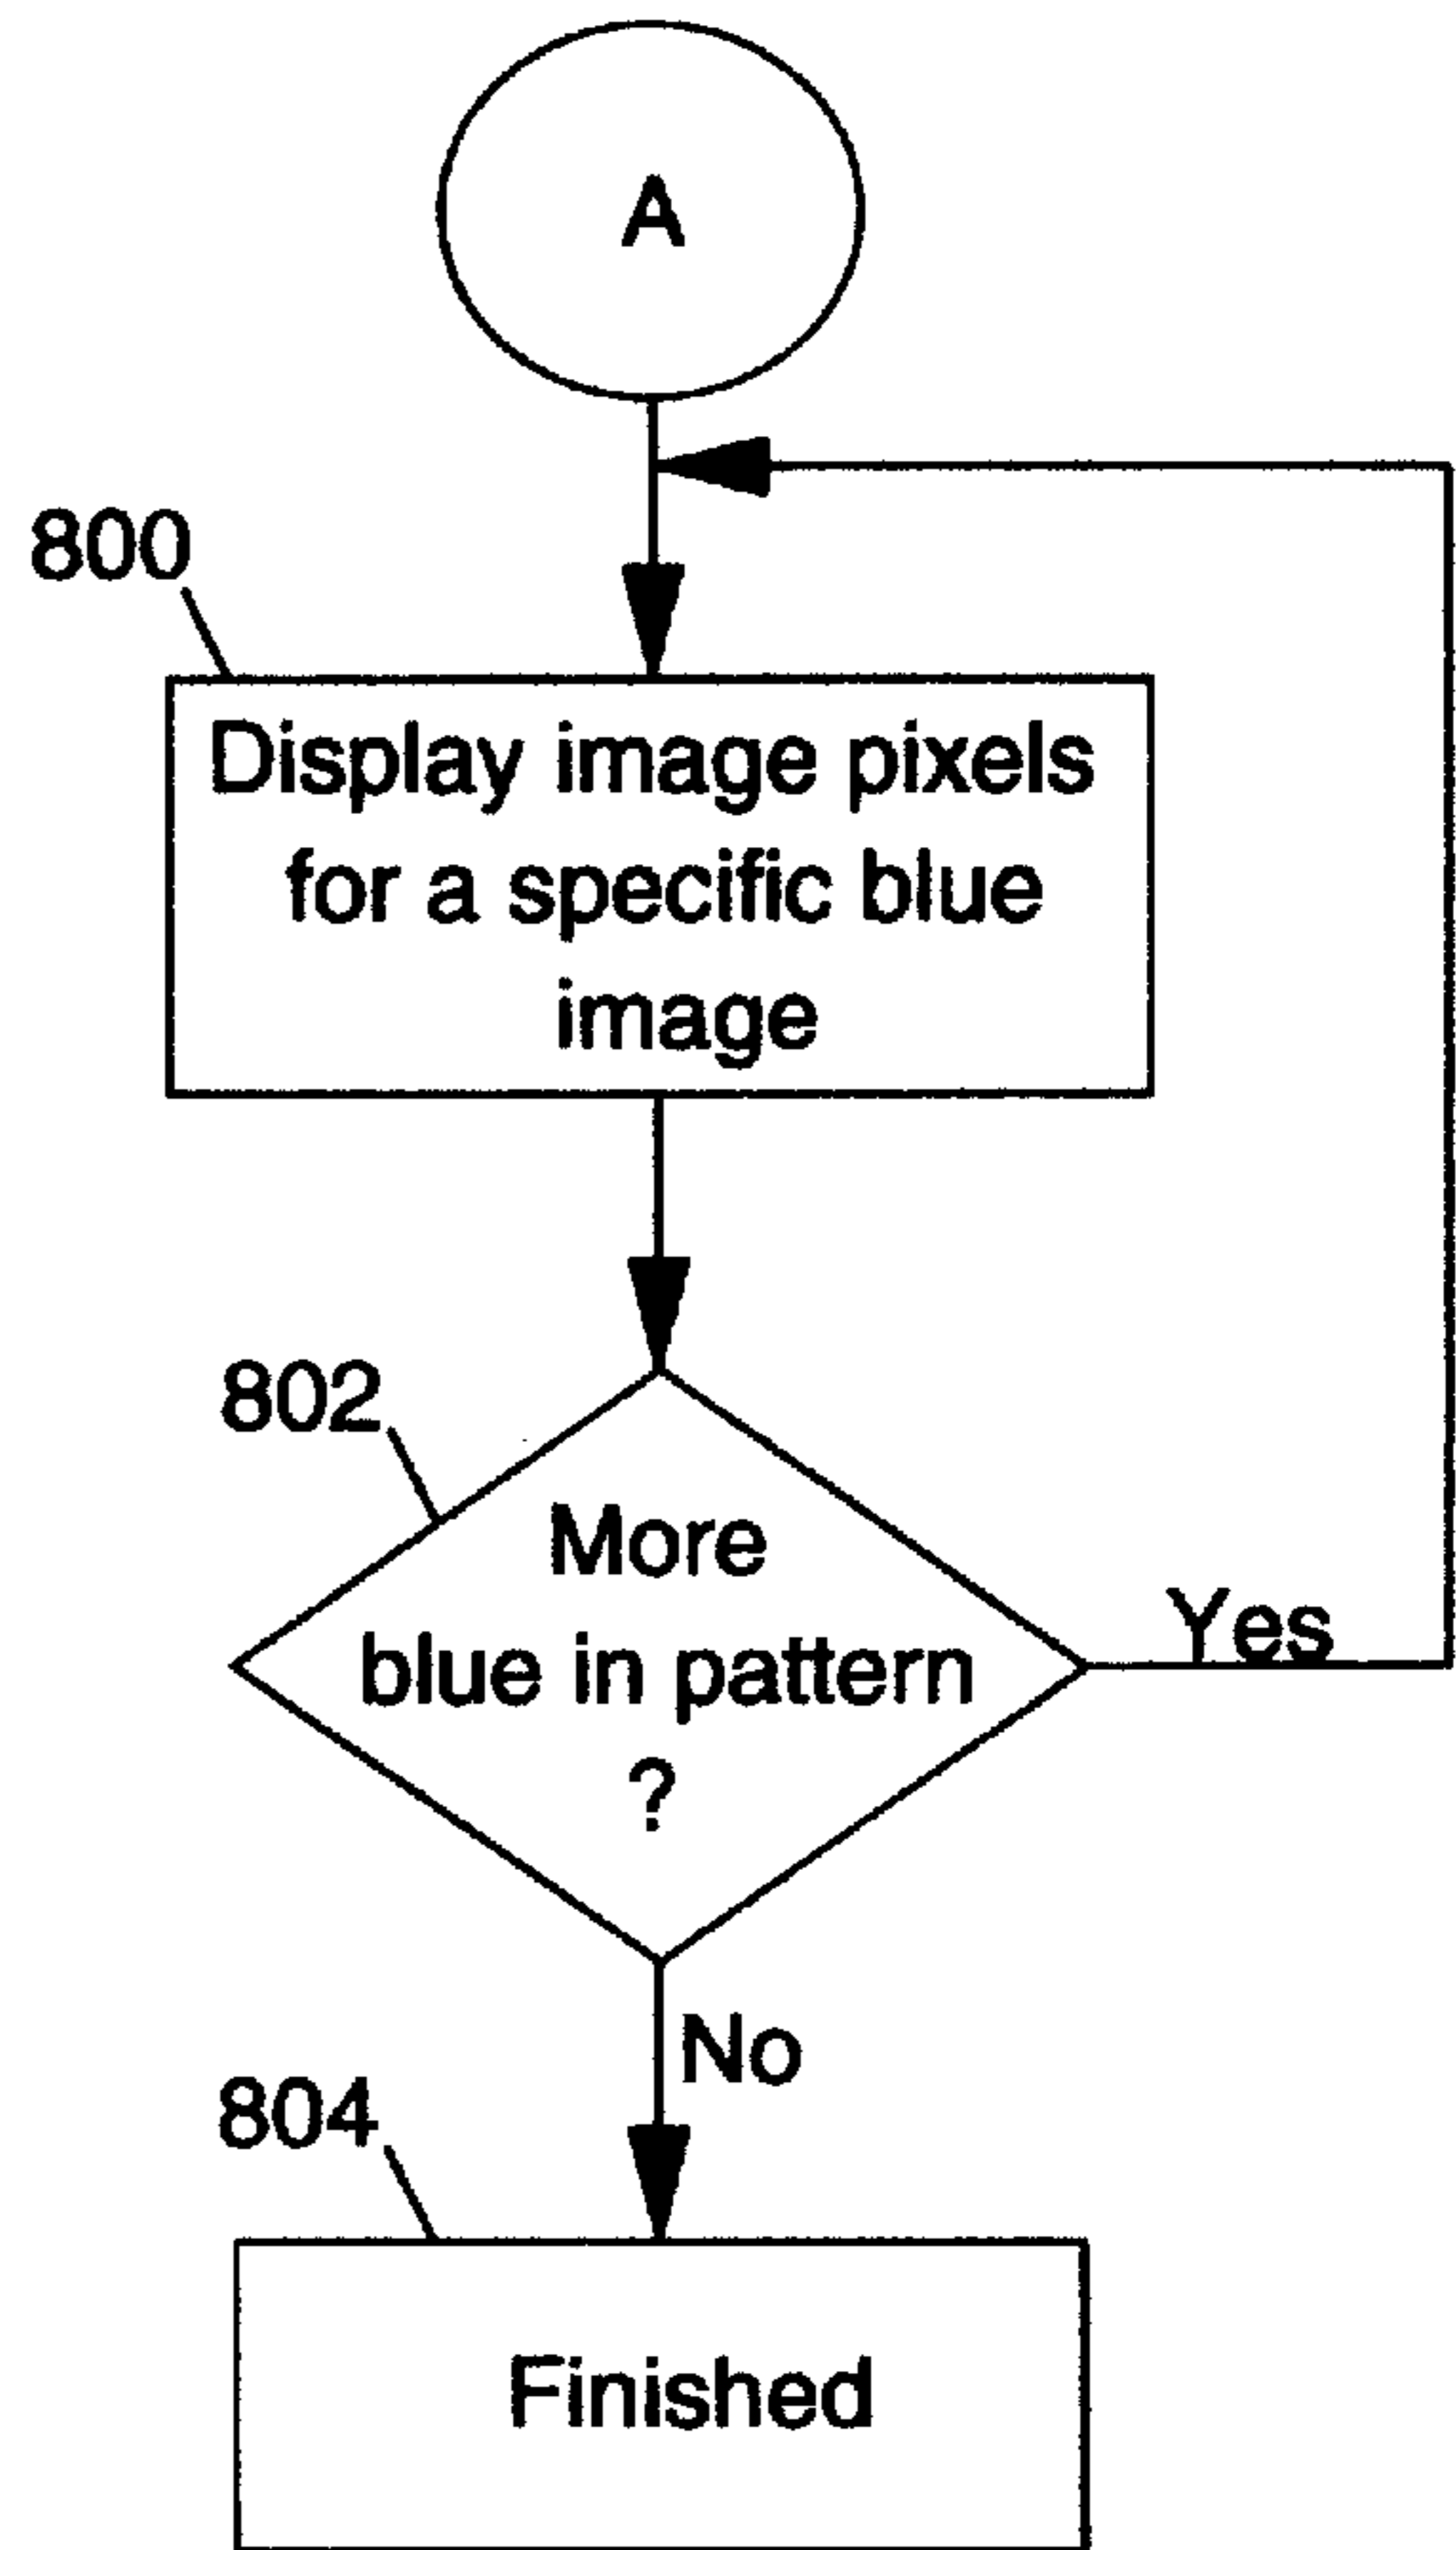 A
800
Display image pixels
for a specific blue
image
802
More
blue in pattern
?
Yes
No
804
Finished